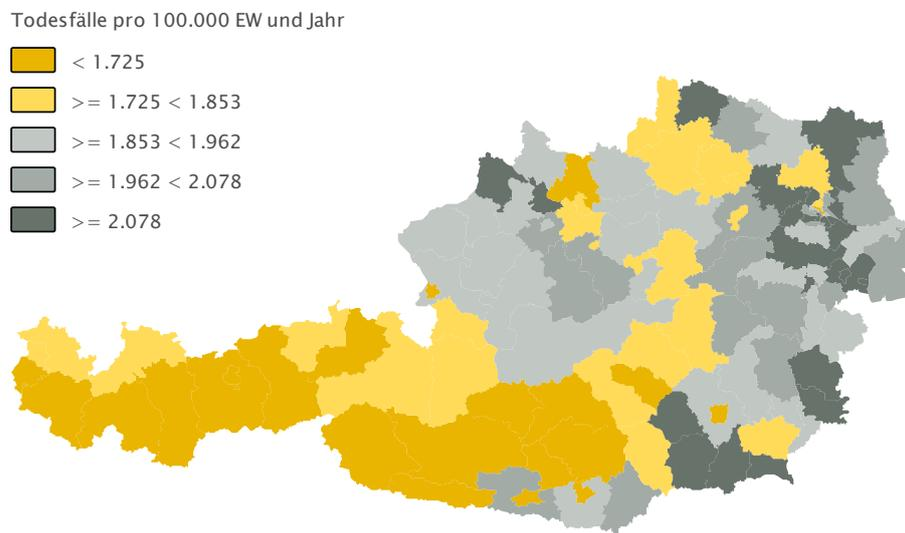 Todesfälle pro 100.000 EW und Jahr
< 1.725
>= 1.725 < 1.853
>= 1.853 < 1.962
>= 1.962 < 2.078
>= 2.078